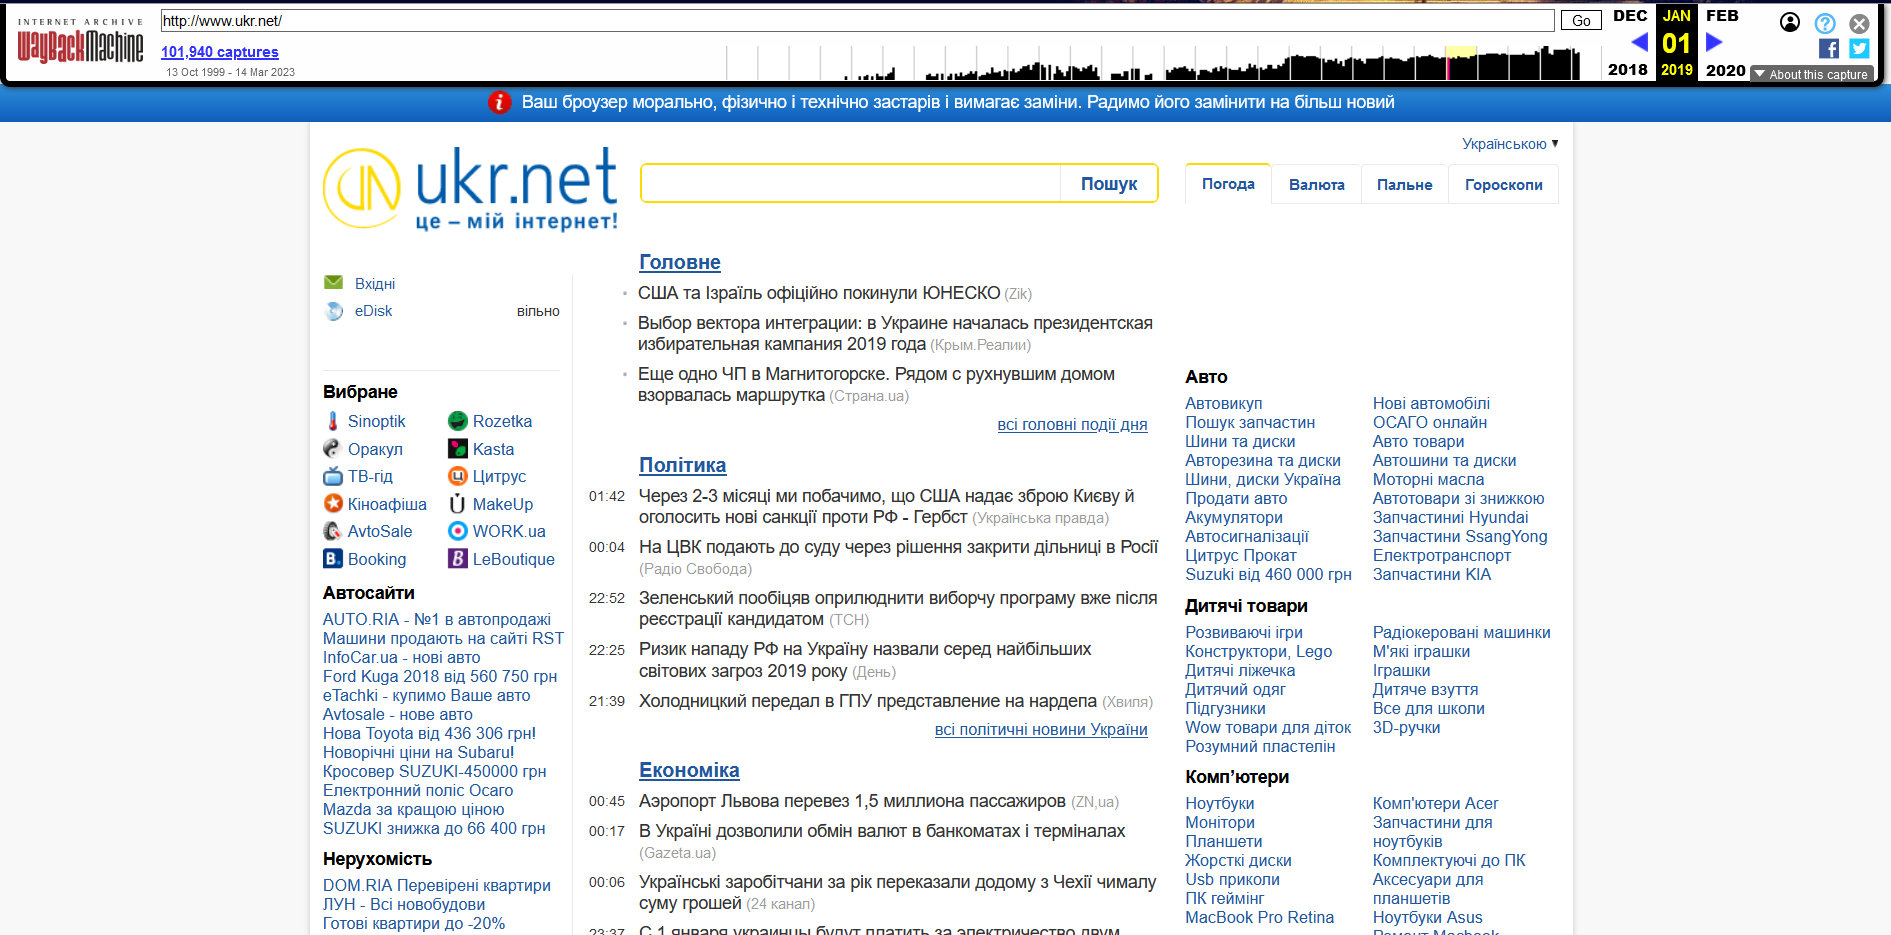 INTERNET ARCHIVE
WayBackMachine
http://www.ukr.net/
Go
101,940 captures
13 Oct 1999 - 14 Mar 2023
DEC
JAN
FEB
01
2018
2019
2020
About this capture
Ваш броузер морально, фізично і технічно застарів і вимагає заміни. Радимо його замінити на більш новий
Українською ▼
ukr.net
це – мій інтернет!
Пошук
Погода
Валюта
Пальне
Гороскопи
Вхідні
eDisk
вільно
Вибране
Sinoptik
Rozetka
Оракул
Kasta
ТВ-гід
Цитрус
Кіноафіша
MakeUp
AvtoSale
WORK.ua
Booking
LeBoutique
Автосайти
AUTO.RIA - №1 в автопродажі
Машини продають на сайті RST
InfoCar.ua - нові авто
Ford Kuga 2018 від 560 750 грн
eTachki - купимо Ваше авто
Avtosale - нове авто
Нова Toyota від 436 306 грн!
Новорічні ціни на Subaru!
Кросовер SUZUKI-450000 грн
Електронний поліс Осаго
Mazda за кращою ціною
SUZUKI знижка до 66 400 грн
Нерухомість
DOM.RIA Перевірені квартири
ЛУН - Всі новобудови
Готові квартири до -20%
Головне
США та Ізраїль офіційно покинули ЮНЕСКО (Zik)
Выбор вектора интеграции: в Украине началась президентская
избирательная кампания 2019 года (Крым.Реалии)
Еще одно ЧП в Магнитогорске. Рядом с рухнувшим домом
взорвалась маршрутка (Страна.ua)
всі головні події дня
Політика
01:42 Через 2-3 місяці ми побачимо, що США надає зброю Києву й
оголосить нові санкції проти РФ - Гербст (Українська правда)
00:04 На ЦВК подають до суду через рішення закрити дільниці в Росії
(Радіо Свобода)
22:52 Зеленський пообіцяв оприлюднити виборчу програму вже після
реєстрації кандидатом (ТСН)
22:25 Ризик нападу РФ на Україну назвали серед найбільших
світових загроз 2019 року (День)
21:39 Холодницкий передал в ГПУ представление на нардепа (Хвиля)
всі політичні новини України
Економіка
00:45 Аэропорт Львова перевез 1,5 миллиона пассажиров (ZN,ua)
00:17 В Україні дозволили обмін валют в банкоматах і терміналах
(Gazeta.ua)
00:06 Українські заробітчани за рік переказали додому з Чехії чималу
суму грошей (24 канал)
23:37 С 1 января украинцы будут платить за электричество двум
Авто
Автовикуп
Нові автомобілі
Пошук запчастин
ОСАГО онлайн
Шини та диски
Авто товари
Авторезина та диски
Автошини та диски
Шини, диски Україна
Моторні масла
Продати авто
Автотовари зі знижкою
Акумулятори
Запчастиниі Hyundai
Автосигналізації
Запчастини SsangYong
Цитрус Прокат
Електротранспорт
Suzuki від 460 000 грн
Запчастини KIA
Дитячі товари
Розвиваючі ігри
Радіокеровані машинки
Конструктори, Lego
М'які іграшки
Дитячі ліжечка
Іграшки
Дитячий одяг
Дитяче взуття
Підгузники
Все для школи
Wow товари для діток
3D-ручки
Розумний пластелін
Комп'ютери
Ноутбуки
Комп'ютери Acer
Монітори
Запчастини для
Планшети
ноутбуків
Жорсткі диски
Комплектуючі до ПК
Usb приколи
Аксесуари для
ПК геймінг
планшетів
MacBook Pro Retina
Ноутбуки Asus
Ремонт Macbook